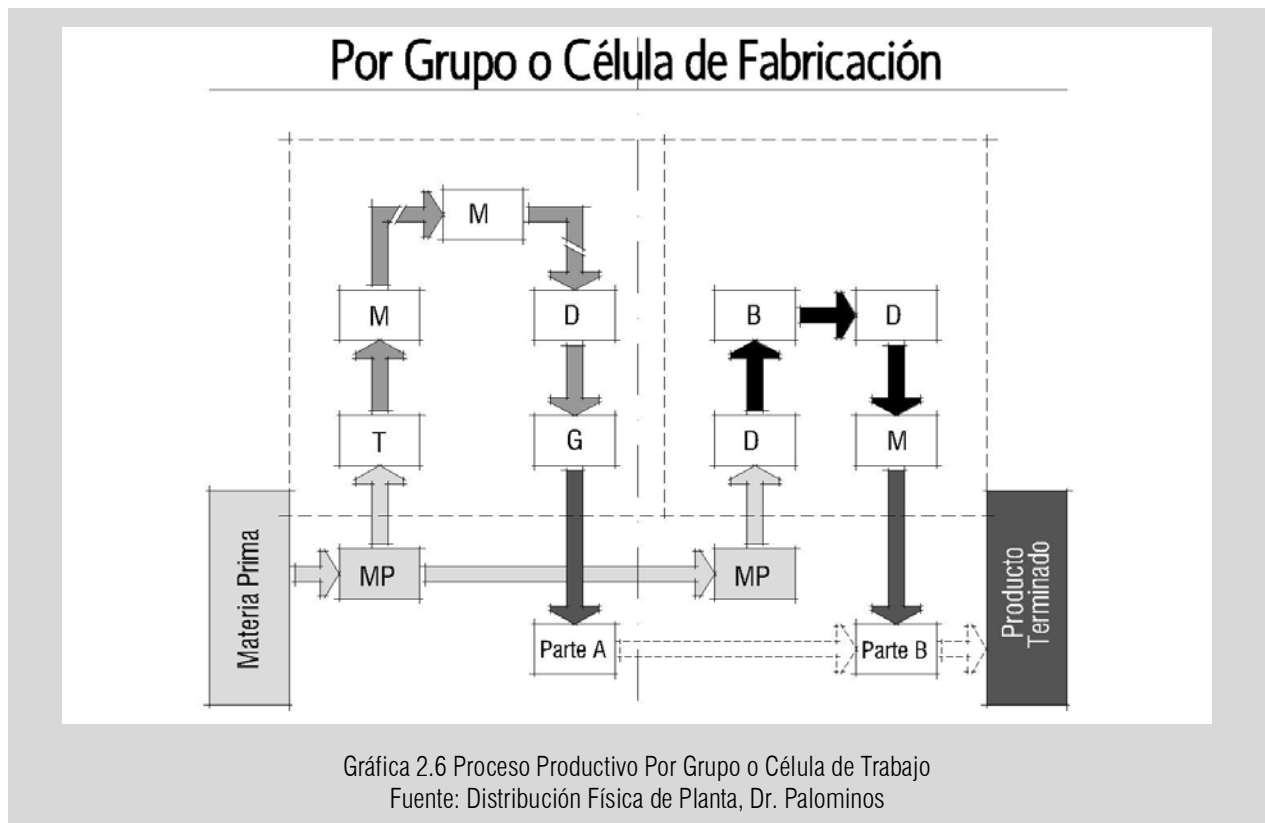 Por Grupo o Célula de Fabricación
M
M
D
B
D
T
G
D
M
Materia Prima
MP
MP
Parte A
Parte B
Producto
Terminado
Gráfica 2.6 Proceso Productivo Por Grupo o Célula de Trabajo
Fuente: Distribución Física de Planta, Dr. Palominos